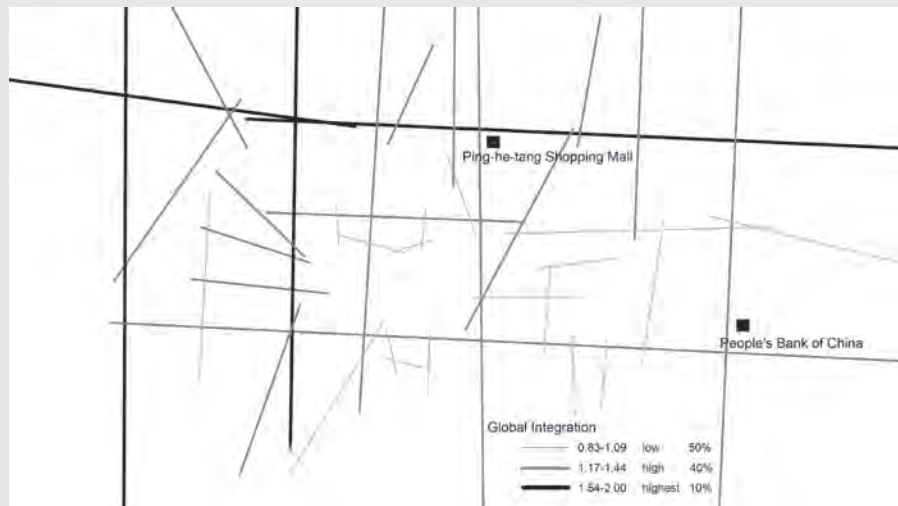 Ping-he-tang Shopping Mall
People's Bank of China
Global Integration
0.83-1.09 low 50%
1.17-1.44 high 40%
1.54-2.00 highest 10%